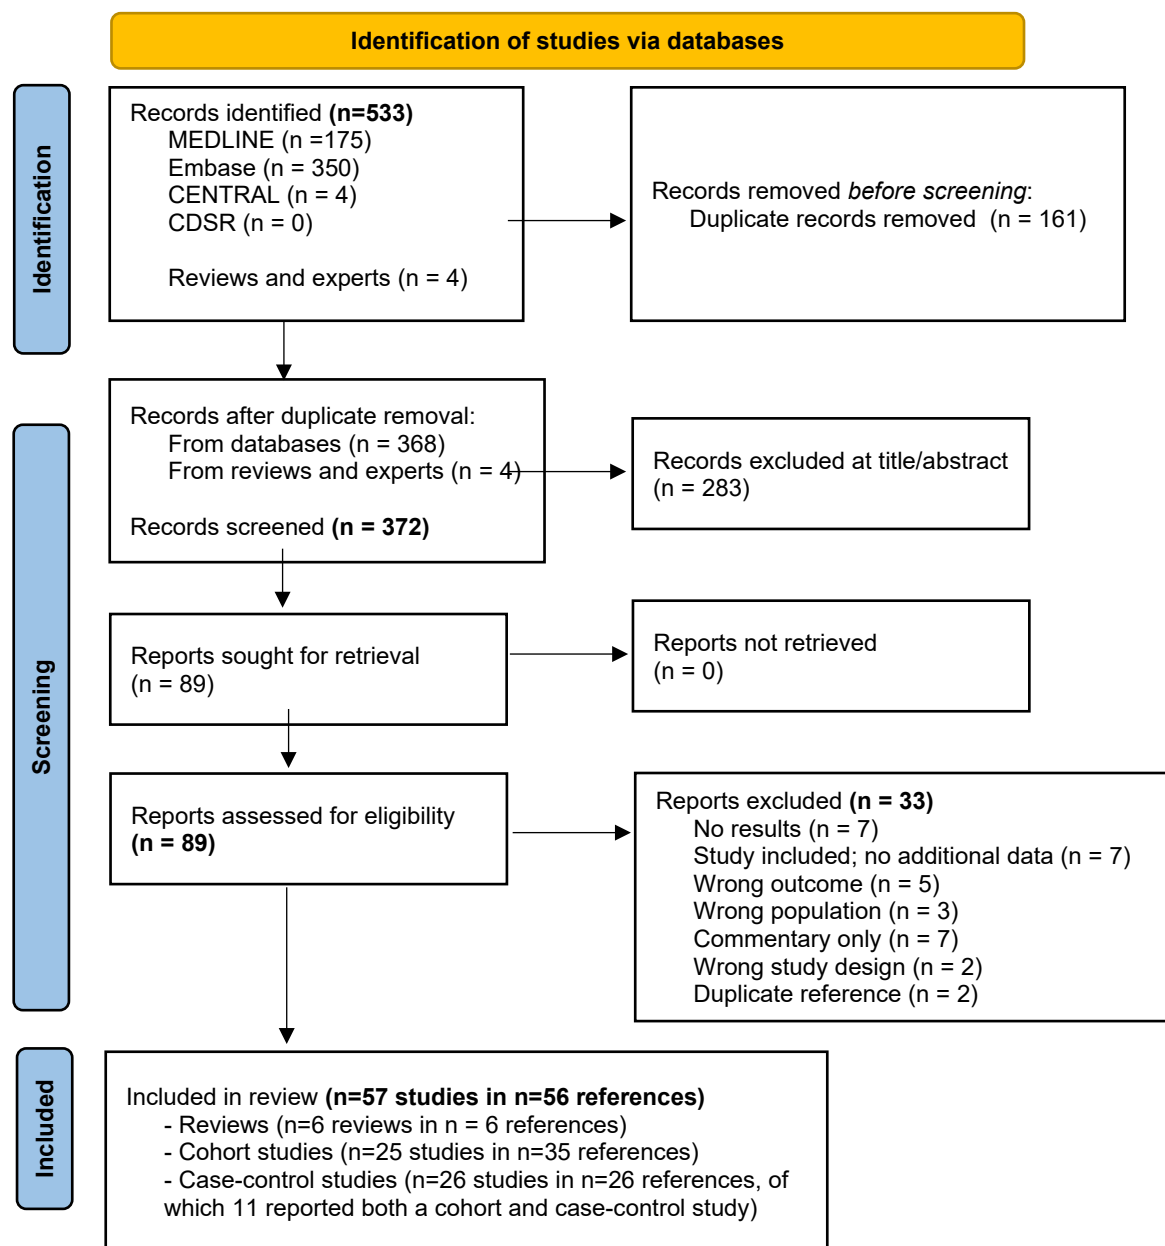 Identification of studies via databases
Identification
Records identified (n=533)
MEDLINE (n =175)
Embase (n = 350)
CENTRAL (n = 4)
CDSR (n = 0)
Reviews and experts (n = 4)
Records removed before screening:
Duplicate records removed (n = 161)
Screening
Records after duplicate removal:
From databases (n = 368)
From reviews and experts (n = 4)
Records screened (n = 372)
Records excluded at title/abstract
(n = 283)
Reports sought for retrieval
(n = 89)
Reports not retrieved
(n = 0)
Reports assessed for eligibility
(n = 89)
Reports excluded (n = 33)
No results (n = 7)
Study included; no additional data (n = 7)
Wrong outcome (n = 5)
Wrong population (n = 3)
Commentary only (n = 7)
Wrong study design (n = 2)
Duplicate reference (n = 2)
Included
Included in review (n=57 studies in n=56 references)
- Reviews (n=6 reviews in n = 6 references)
- Cohort studies (n=25 studies in n=35 references)
- Case-control studies (n=26 studies in n=26 references, of
which 11 reported both a cohort and case-control study)